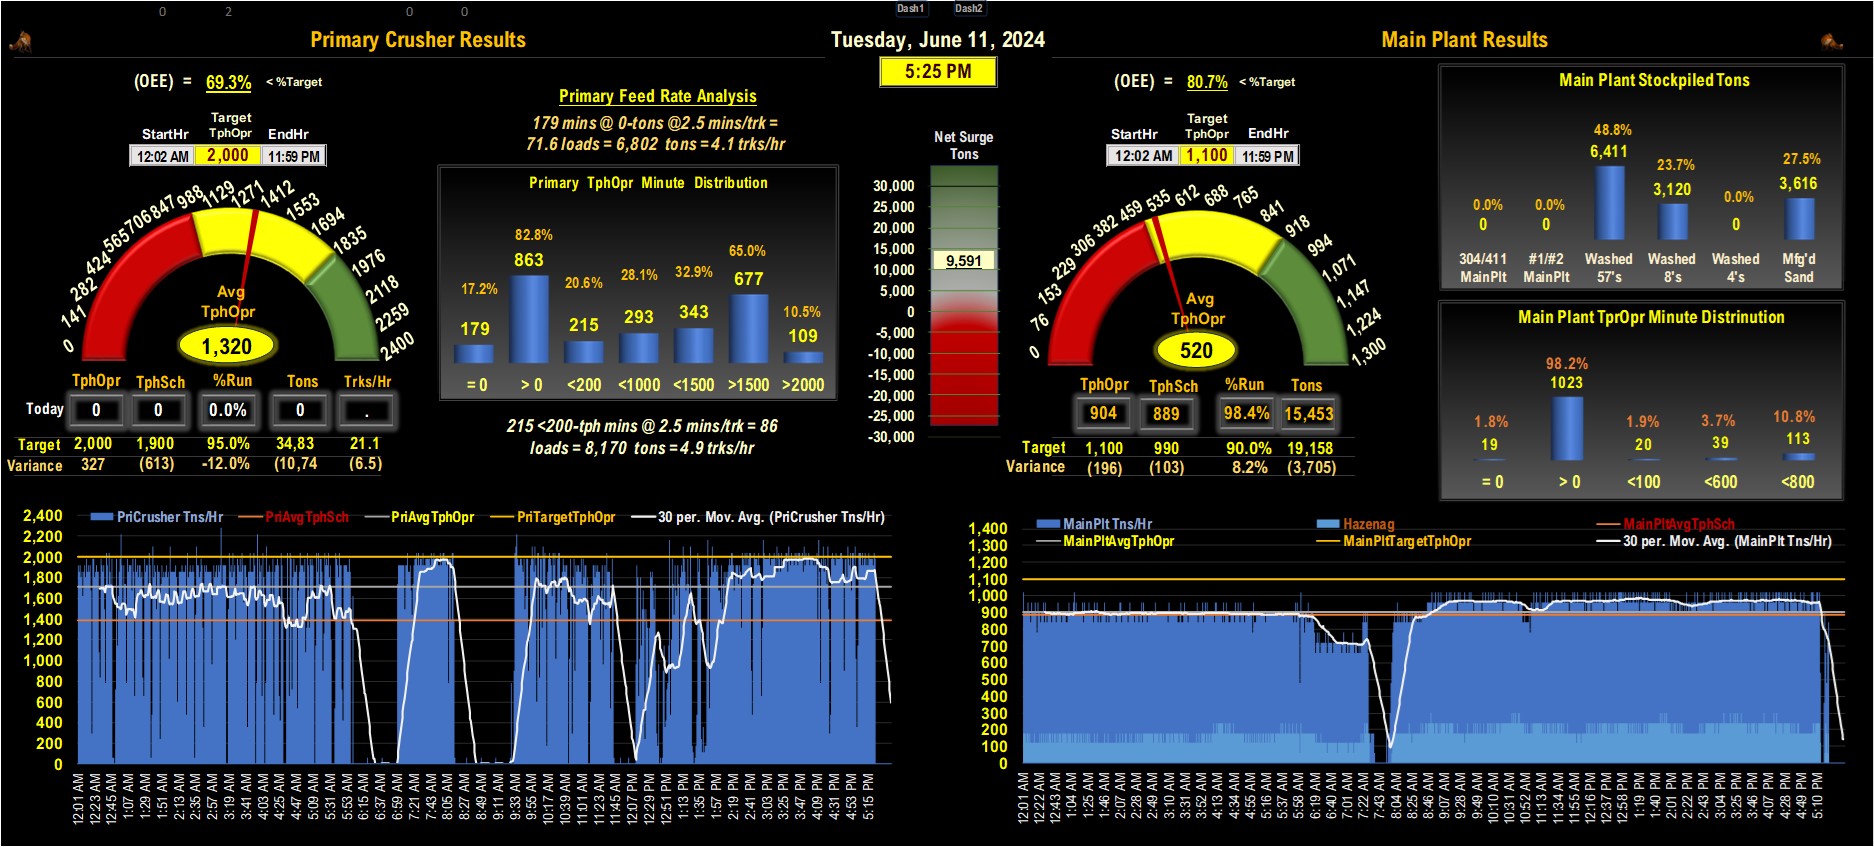 0 2 0 0 Dash1 Dash2
Primary Crusher Results
Tuesday, June 11, 2024
Main Plant Results
5:25 PM
(OEE) = 69.3% < %Target
Target
StartHr TphOpr EndHr
12:02 AM 2,000 11:59 PM
0 141 282 424 565 706 847 988 1129 1271 1412 1553 1694 1835 1976 2118 2259 2400
Avg
TphOpr
1,320
TphOpr TphSch %Run Tons Trks/Hr
Today 0 0 0.0% 0 .
Target 2,000 1,900 95.0% 34,83 21.1
Variance 327 (613) -12.0% (10,74 (6.5)
Primary Feed Rate Analysis
179 mins @ 0-tons @2.5 mins/trk =
71.6 loads = 6,802 tons = 4.1 trks/hr
Primary TphOpr Minute Distribution
17.2% 82.8% 20.6% 28.1% 32.9% 65.0% 10.5%
179 863 215 293 343 677 109
= 0 > 0 <200 <1000 <1500 >1500 >2000
215 <200-tph mins @ 2.5 mins/trk = 86
loads = 8,170 tons = 4.9 trks/hr
Net Surge
Tons
30,000
25,000
20,000
15,000
9,591
10,000
5,000
0
-5,000
-10,000
-15,000
-20,000
-25,000
-30,000
(OEE) = 80.7% < %Target
Target
StartHr TphOpr EndHr
12:02 AM 1,100 11:59 PM
0 76 153 229 306 382 459 535 612 688 765 841 918 994 1,071 1,147 1,224 1,300
Avg
TphOpr
520
TphOpr TphSch %Run Tons
904 889 98.4% 15,453
Target 1,100 990 90.0% 19,158
Variance (196) (103) 8.2% (3,705)
Main Plant Stockpiled Tons
0.0% 0.0% 48.8% 23.7% 0.0% 27.5%
0 0 6,411 3,120 0 3,616
304/411 #1/#2 Washed Washed Washed Mfg'd
MainPlt MainPlt 57's 8's 4's Sand
Main Plant TprOpr Minute Distrinution
1.8% 98.2% 1.9% 3.7% 10.8%
19 1023 20 39 113
= 0 > 0 <100 <600 <800
PriCrusher Tns/Hr PriAvgTphSch PriAvgTphOpr PriTargetTphOpr 30 per. Mov. Avg. (PriCrusher Tns/Hr)
2,400
2,200
2,000
1,800
1,600
1,400
1,200
1,000
800
600
400
200
0
12:01 AM 12:23 AM 12:45 AM 1:07 AM 1:29 AM 1:51 AM 2:13 AM 2:35 AM 2:57 AM 3:19 AM 3:41 AM 4:03 AM 4:25 AM 4:47 AM 5:09 AM 5:31 AM 5:53 AM 6:15 AM 6:37 AM 6:59 AM 7:21 AM 7:43 AM 8:05 AM 8:27 AM 8:49 AM 9:11 AM 9:33 AM 9:55 AM 10:17 AM 10:39 AM 11:01 AM 11:23 AM 11:45 AM 12:07 PM 12:29 PM 12:51 PM 1:13 PM 1:35 PM 1:57 PM 2:19 PM 2:41 PM 3:03 PM 3:25 PM 3:47 PM 4:09 PM 4:31 PM 4:53 PM 5:15 PM
MainPlt Tns/Hr Hazenag MainPltAvgTphSch
MainPltAvgTphOpr MainPltTargetTphOpr 30 per. Mov. Avg. (MainPlt Tns/Hr)
1,400
1,300
1,200
1,100
1,000
900
800
700
600
500
400
300
200
100
0
12:01 AM 12:22 AM 12:43 AM 1:04 AM 1:25 AM 1:46 AM 2:07 AM 2:28 AM 2:49 AM 3:10 AM 3:31 AM 3:52 AM 4:13 AM 4:34 AM 4:55 AM 5:16 AM 5:37 AM 5:58 AM 6:19 AM 6:40 AM 7:01 AM 7:22 AM 7:43 AM 8:04 AM 8:25 AM 8:46 AM 9:07 AM 9:28 AM 9:49 AM 10:10 AM 10:31 AM 10:52 AM 11:13 AM 11:34 AM 11:55 AM 12:16 PM 12:37 PM 12:58 PM 1:19 PM 1:40 PM 2:01 PM 2:22 PM 2:43 PM 3:04 PM 3:25 PM 3:46 PM 4:07 PM 4:28 PM 4:49 PM 5:10 PM